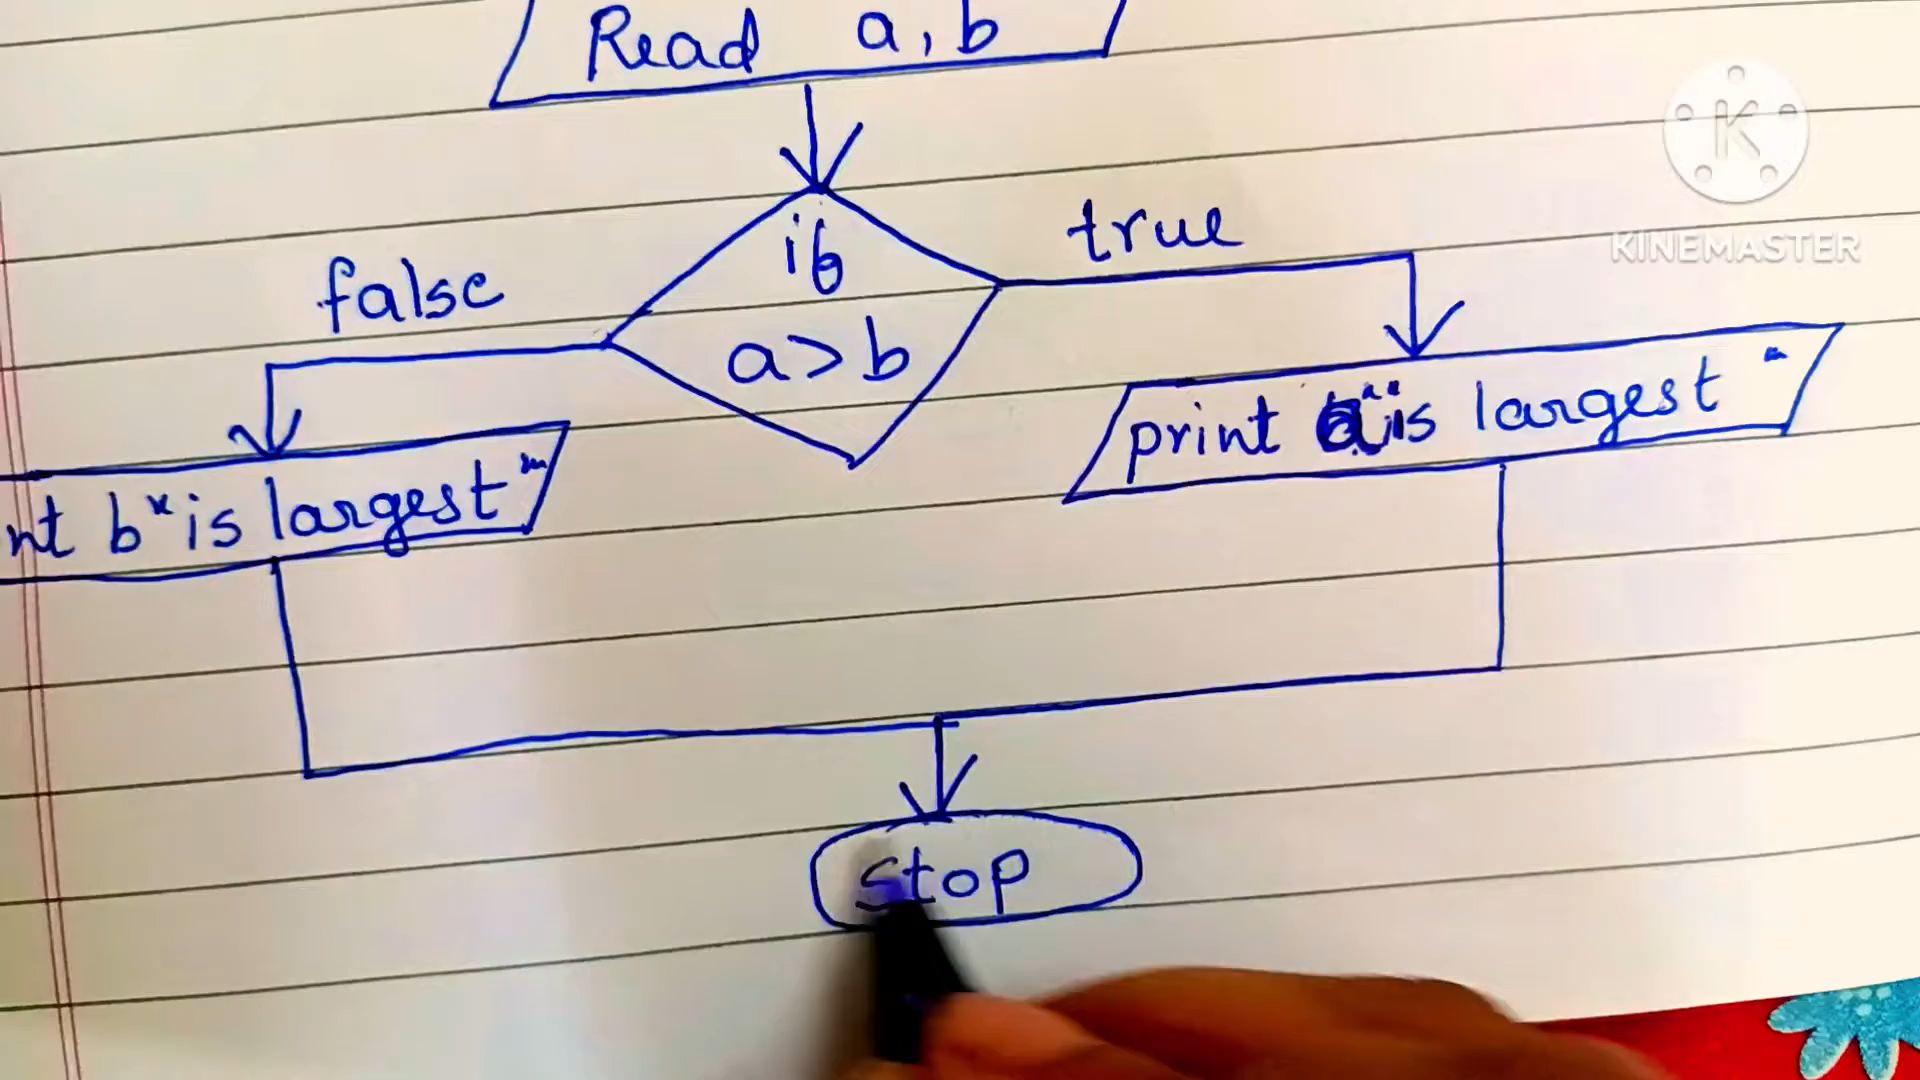 Read a, b
if
a > b
true
false
print a "is largest"
nt b "is largest"
stop
K
KINEMASTER